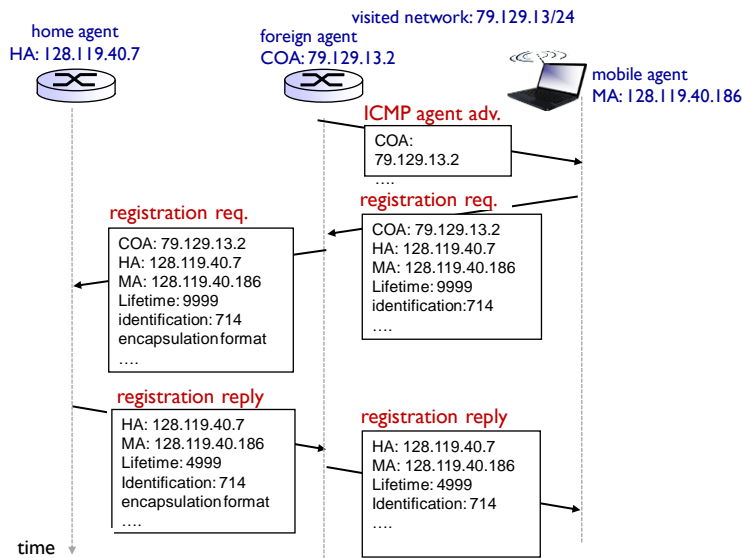 visited network: 79.129.13/24
home agent
HA: 128.119.40.7
foreign agent
COA: 79.129.13.2
mobile agent
MA: 128.119.40.186
ICMP agent adv.
COA:
79.129.13.2
….
registration req.
COA: 79.129.13.2
HA: 128.119.40.7
MA: 128.119.40.186
Lifetime: 9999
identification:714
….
registration req.
COA: 79.129.13.2
HA: 128.119.40.7
MA: 128.119.40.186
Lifetime: 9999
identification: 714
encapsulation format
….
registration reply
HA: 128.119.40.7
MA: 128.119.40.186
Lifetime: 4999
Identification: 714
encapsulation format
….
registration reply
HA: 128.119.40.7
MA: 128.119.40.186
Lifetime: 4999
Identification: 714
….
time